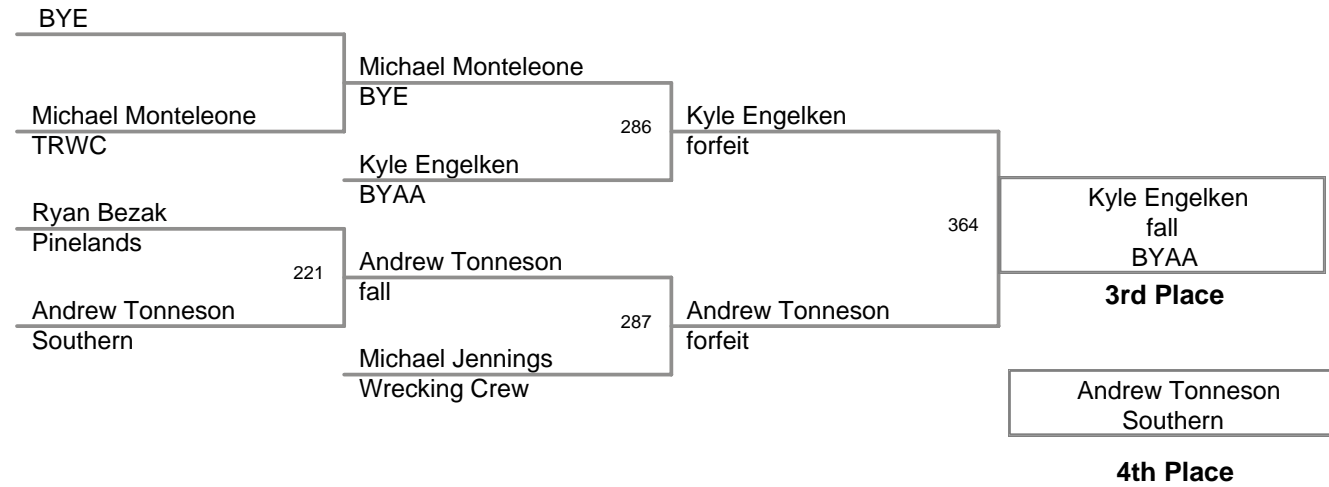 BYE
Michael Monteleone
TRWC
Ryan Bezak
Pinelands
221
Andrew Tonneson
Southern
Michael Monteleone
BYE
286
Kyle Engelken
BYAA
Andrew Tonneson
fall
287
Michael Jennings
Wrecking Crew
Kyle Engelken
forfeit
364
Andrew Tonneson
forfeit
Kyle Engelken
fall
BYAA
3rd Place
Andrew Tonneson
Southern
4th Place